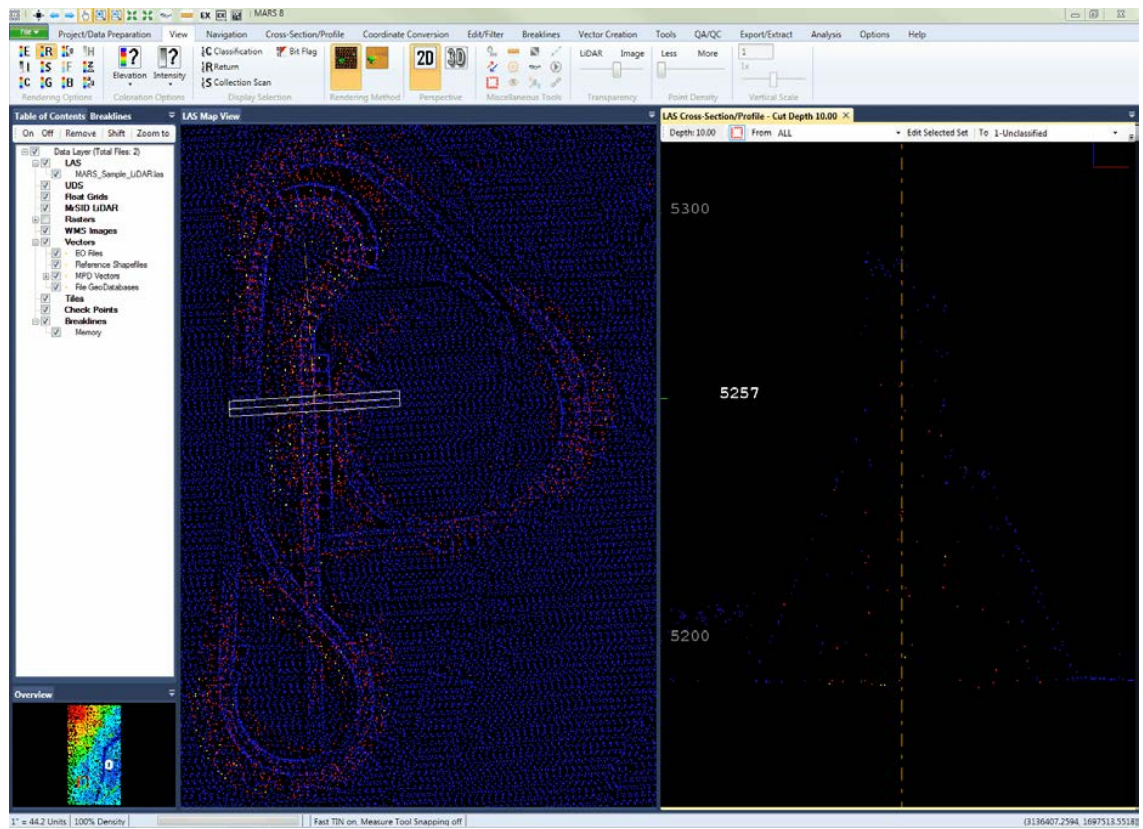 EX EX MARS 8
File Project/Data Preparation View Navigation Cross-Section/Profile Coordinate Conversion Edit/Filter Breaklines Vector Creation Tools QA/QC Export/Extract Analysis Options Help
E R H C Classification Bit Flag 2D 3D LiDAR Image Less More 1
I S F Z Elevation Intensity R Return 1x
C G B S Collection Scan
Rendering Options Coloration Options Display Selection Rendering Method Perspective Miscellaneous Tools Transparency Point Density Vertical Scale
Table of Contents Breaklines
On Off Remove Shift Zoom to
Data Layer (Total Files: 2)
LAS
MARS_Sample_LiDAR.las
UDS
Float Grids
MrSID LiDAR
Rasters
WMS Images
Vectors
EO Files
Reference Shapefiles
MPD Vectors
File GeoDatabases
Tiles
Check Points
Breaklines
Memory
Overview
LAS Map View
LAS Cross-Section/Profile - Cut Depth 10.00
Depth: 10.00 From ALL Edit Selected Set To 1-Unclassified
5300
5257
5200
1" = 44.2 Units 100% Density Fast TIN on, Measure Tool Snapping off (3136407.2594, 1697513.5518)